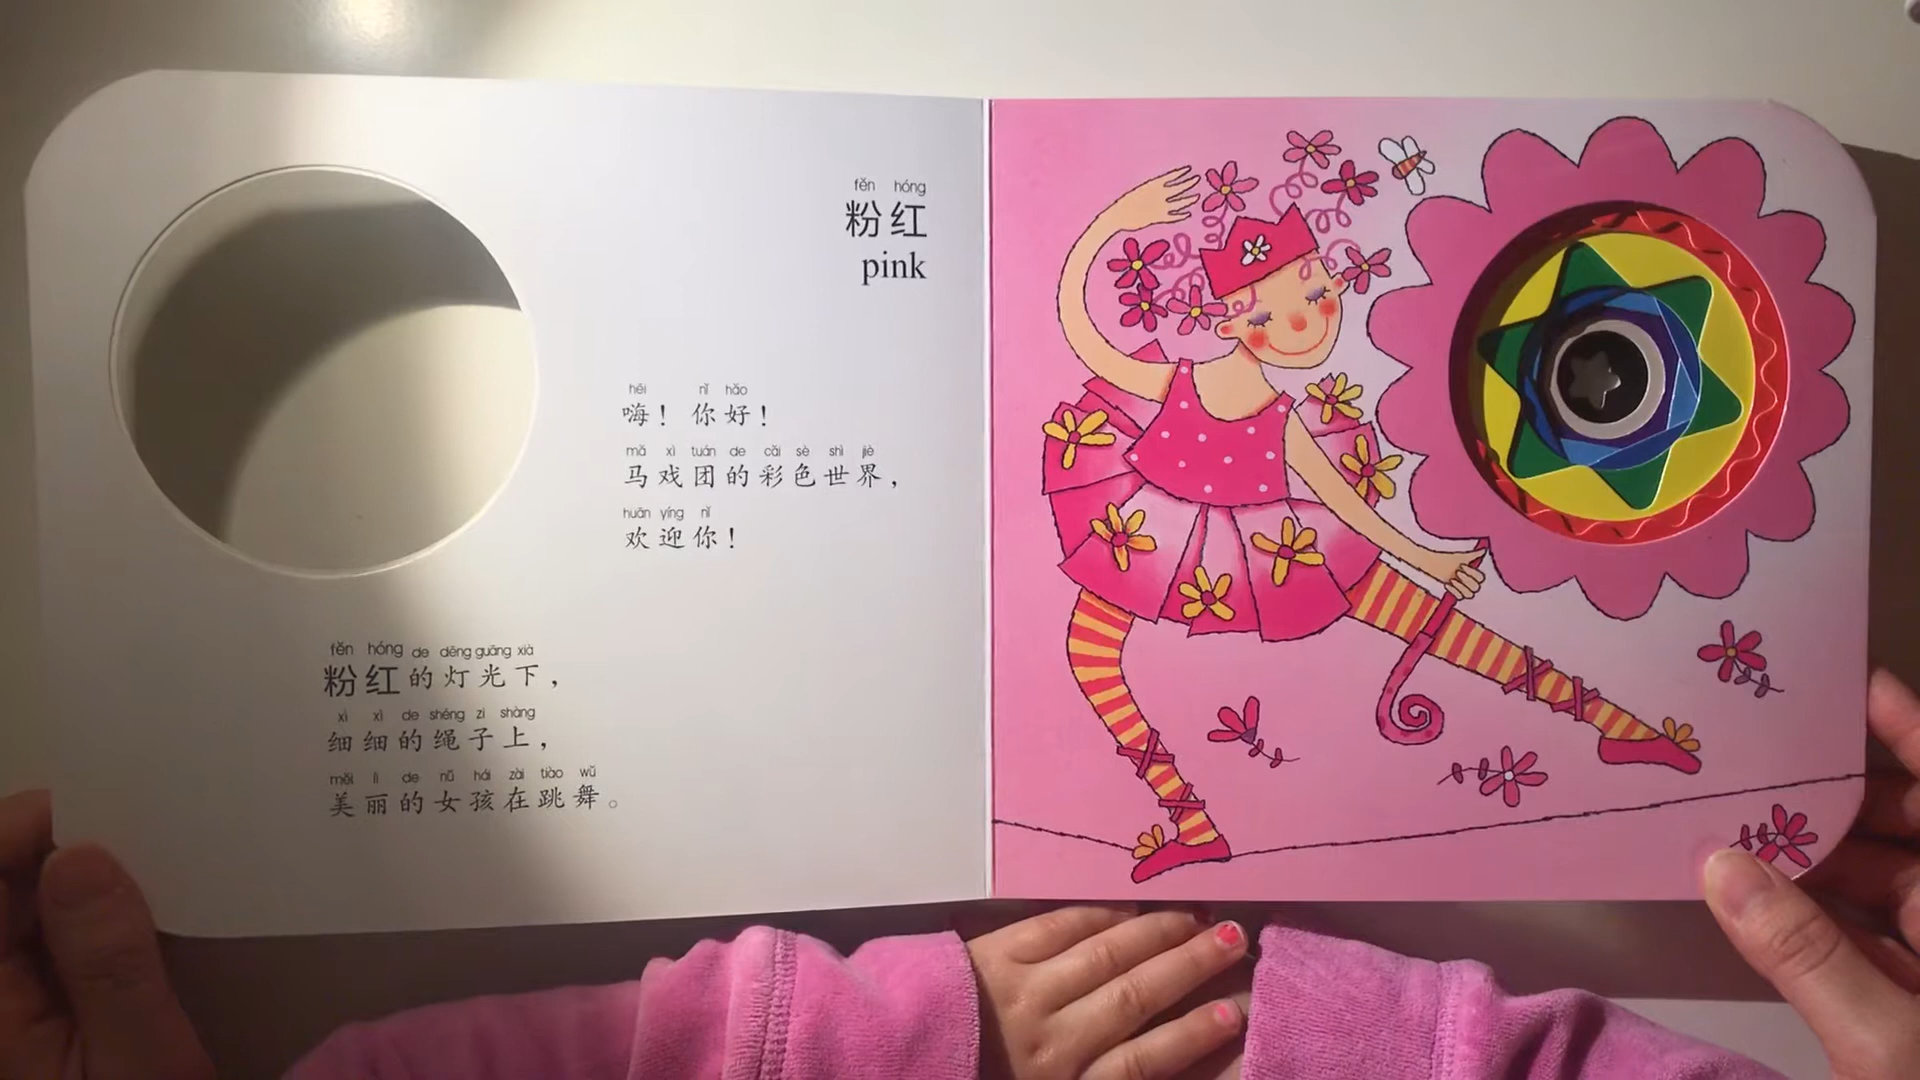 fěn hóng
粉红
pink
hēi nǐ hǎo
嗨！你好！
mǎ xì tuán de cǎi sè shì jiè
马戏团的彩色世界，
huān yíng nǐ
欢迎你！
fěn hóng de dēng guāng xià
粉红的灯光下，
xì xì de shéng zi shàng
细细的绳子上，
měi lì de nǚ hái zài tiào wǔ
美丽的女孩在跳舞。